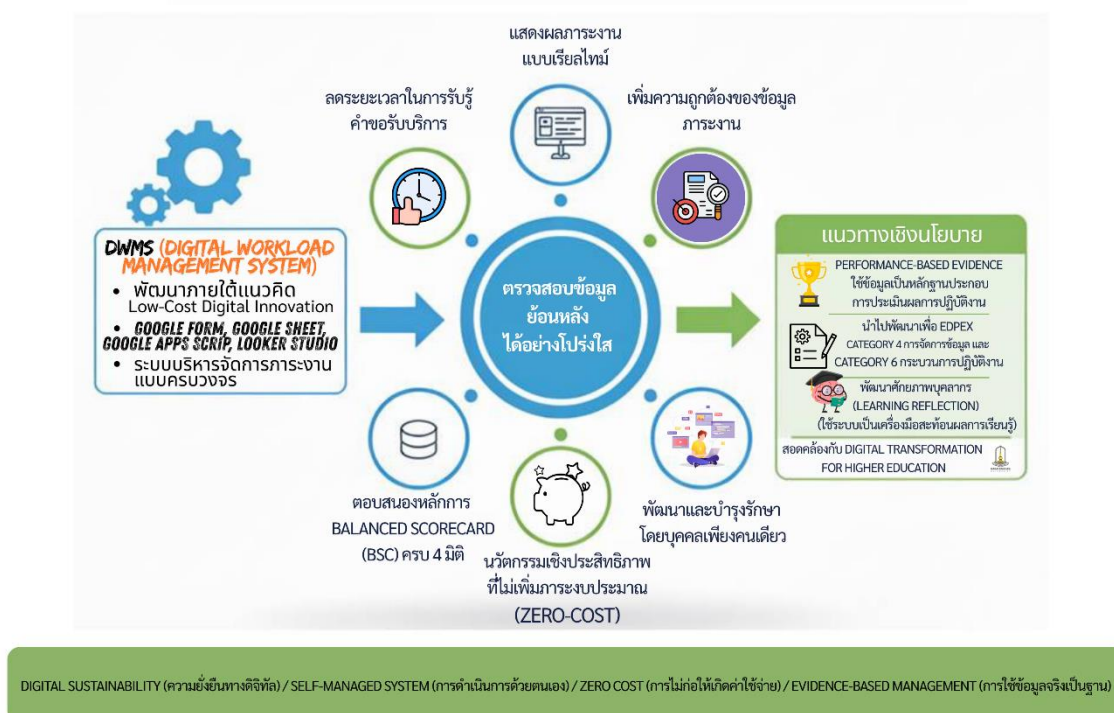 แสดงผลภาระงาน
แบบเรียลไทม์
ลดระยะเวลาในการรับรู้
คำขอรับบริการ
เพิ่มความถูกต้องของข้อมูล
ภาระงาน
DWMS (DIGITAL WORKLOAD
MANAGEMENT SYSTEM)
• พัฒนาภายใต้แนวคิด
Low-Cost Digital Innovation
• GOOGLE FORM, GOOGLE SHEET,
GOOGLE APPS SCRIP, LOOKER STUDIO
• ระบบบริหารจัดการภาระงาน
แบบครบวงจร
ตรวจสอบข้อมูล
ย้อนหลัง
ได้อย่างโปร่งใส
แนวทางเชิงนโยบาย
PERFORMANCE-BASED EVIDENCE
ใช้ข้อมูลเป็นหลักฐานประกอบ
การประเมินผลการปฏิบัติงาน
นำไปพัฒนาเพื่อ EDPEX
CATEGORY 4 การจัดการข้อมูล และ
CATEGORY 6 กระบวนการปฏิบัติงาน
พัฒนาศักยภาพบุคลากร
(LEARNING REFLECTION)
(ใช้ระบบเป็นเครื่องมือสะท้อนผลการเรียนรู้)
สอดคล้องกับ DIGITAL TRANSFORMATION
FOR HIGHER EDUCATION
ตอบสนองหลักการ
BALANCED SCORECARD
(BSC) ครบ 4 มิติ
นวัตกรรมเชิงประสิทธิภาพ
ที่ไม่เพิ่มภาระงบประมาณ
(ZERO-COST)
พัฒนาและบำรุงรักษา
โดยบุคคลเพียงคนเดียว
DIGITAL SUSTAINABILITY (ความยั่งยืนทางดิจิทัล) / SELF-MANAGED SYSTEM (การดำเนินการด้วยตนเอง) / ZERO COST (การไม่ก่อให้เกิดค่าใช้จ่าย) / EVIDENCE-BASED MANAGEMENT (การใช้ข้อมูลจริงเป็นฐาน)